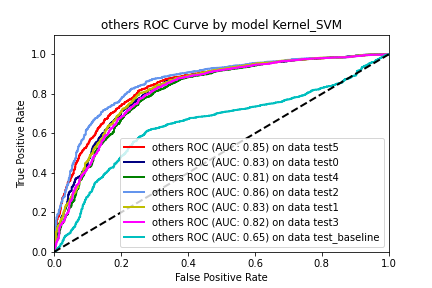 others ROC Curve by model Kernel_SVM
True Positive Rate
1.0
0.8
0.6
0.4
0.2
0.0
others ROC (AUC: 0.85) on data test5
others ROC (AUC: 0.83) on data test0
others ROC (AUC: 0.81) on data test4
others ROC (AUC: 0.86) on data test2
others ROC (AUC: 0.83) on data test1
others ROC (AUC: 0.82) on data test3
others ROC (AUC: 0.65) on data test_baseline
0.0 0.2 0.4 0.6 0.8 1.0
False Positive Rate